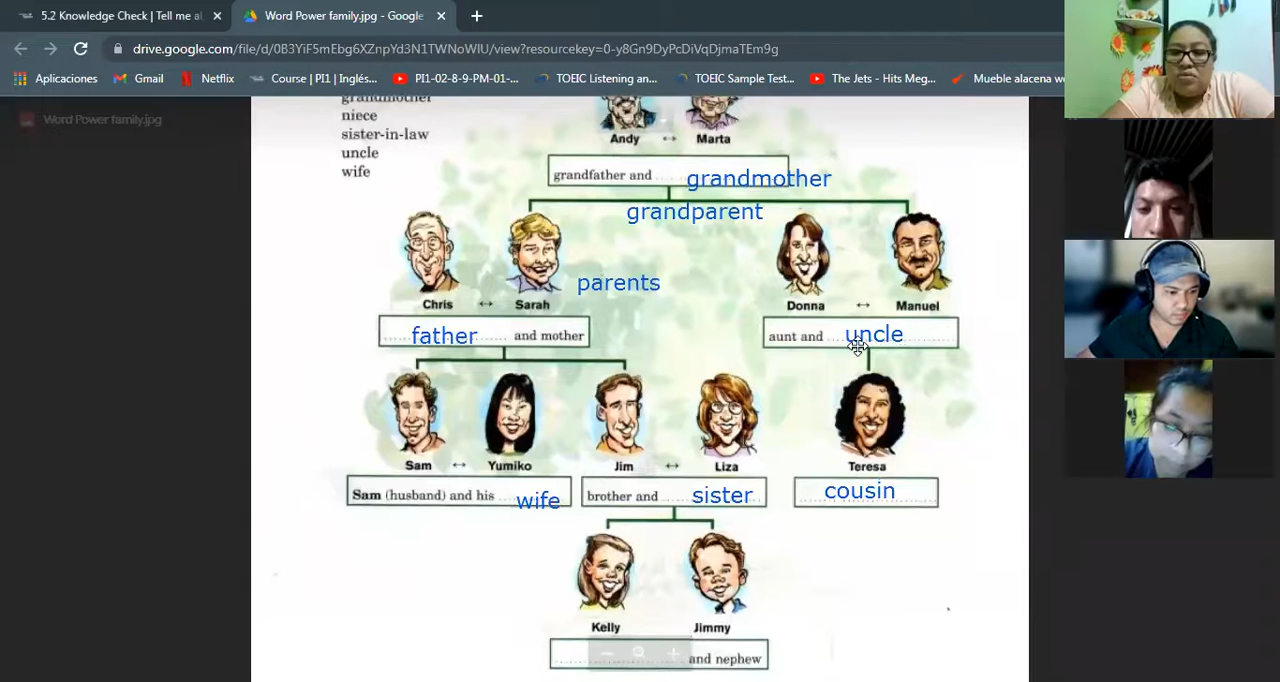 5.2 Knowledge Check | Tell me a
Word Power family.jpg - Google
drive.google.com/file/d/0B3YiF5mEbg6XZnpYd3N1TWNoWlU/view?resourcekey=0-y8Gn9DyPcDiVqDjmaTEm9g
Aplicaciones Gmail Netflix Course | PI1 | Inglés... PI1-02-8-9-PM-01-... TOEIC Listening an... TOEIC Sample Test... The Jets - Hits Meg... Mueble alacena
Word Power family.jpg
grandmother
niece
sister-in-law
uncle
wife
Andy ↔ Marta
grandfather and grandmother
grandparent
parents
Chris ↔ Sarah
Donna ↔ Manuel
father and mother
aunt and uncle
Sam ↔ Yumiko
Jim ↔ Liza
Teresa
Sam (husband) and his wife
brother and sister
cousin
Kelly Jimmy
and nephew